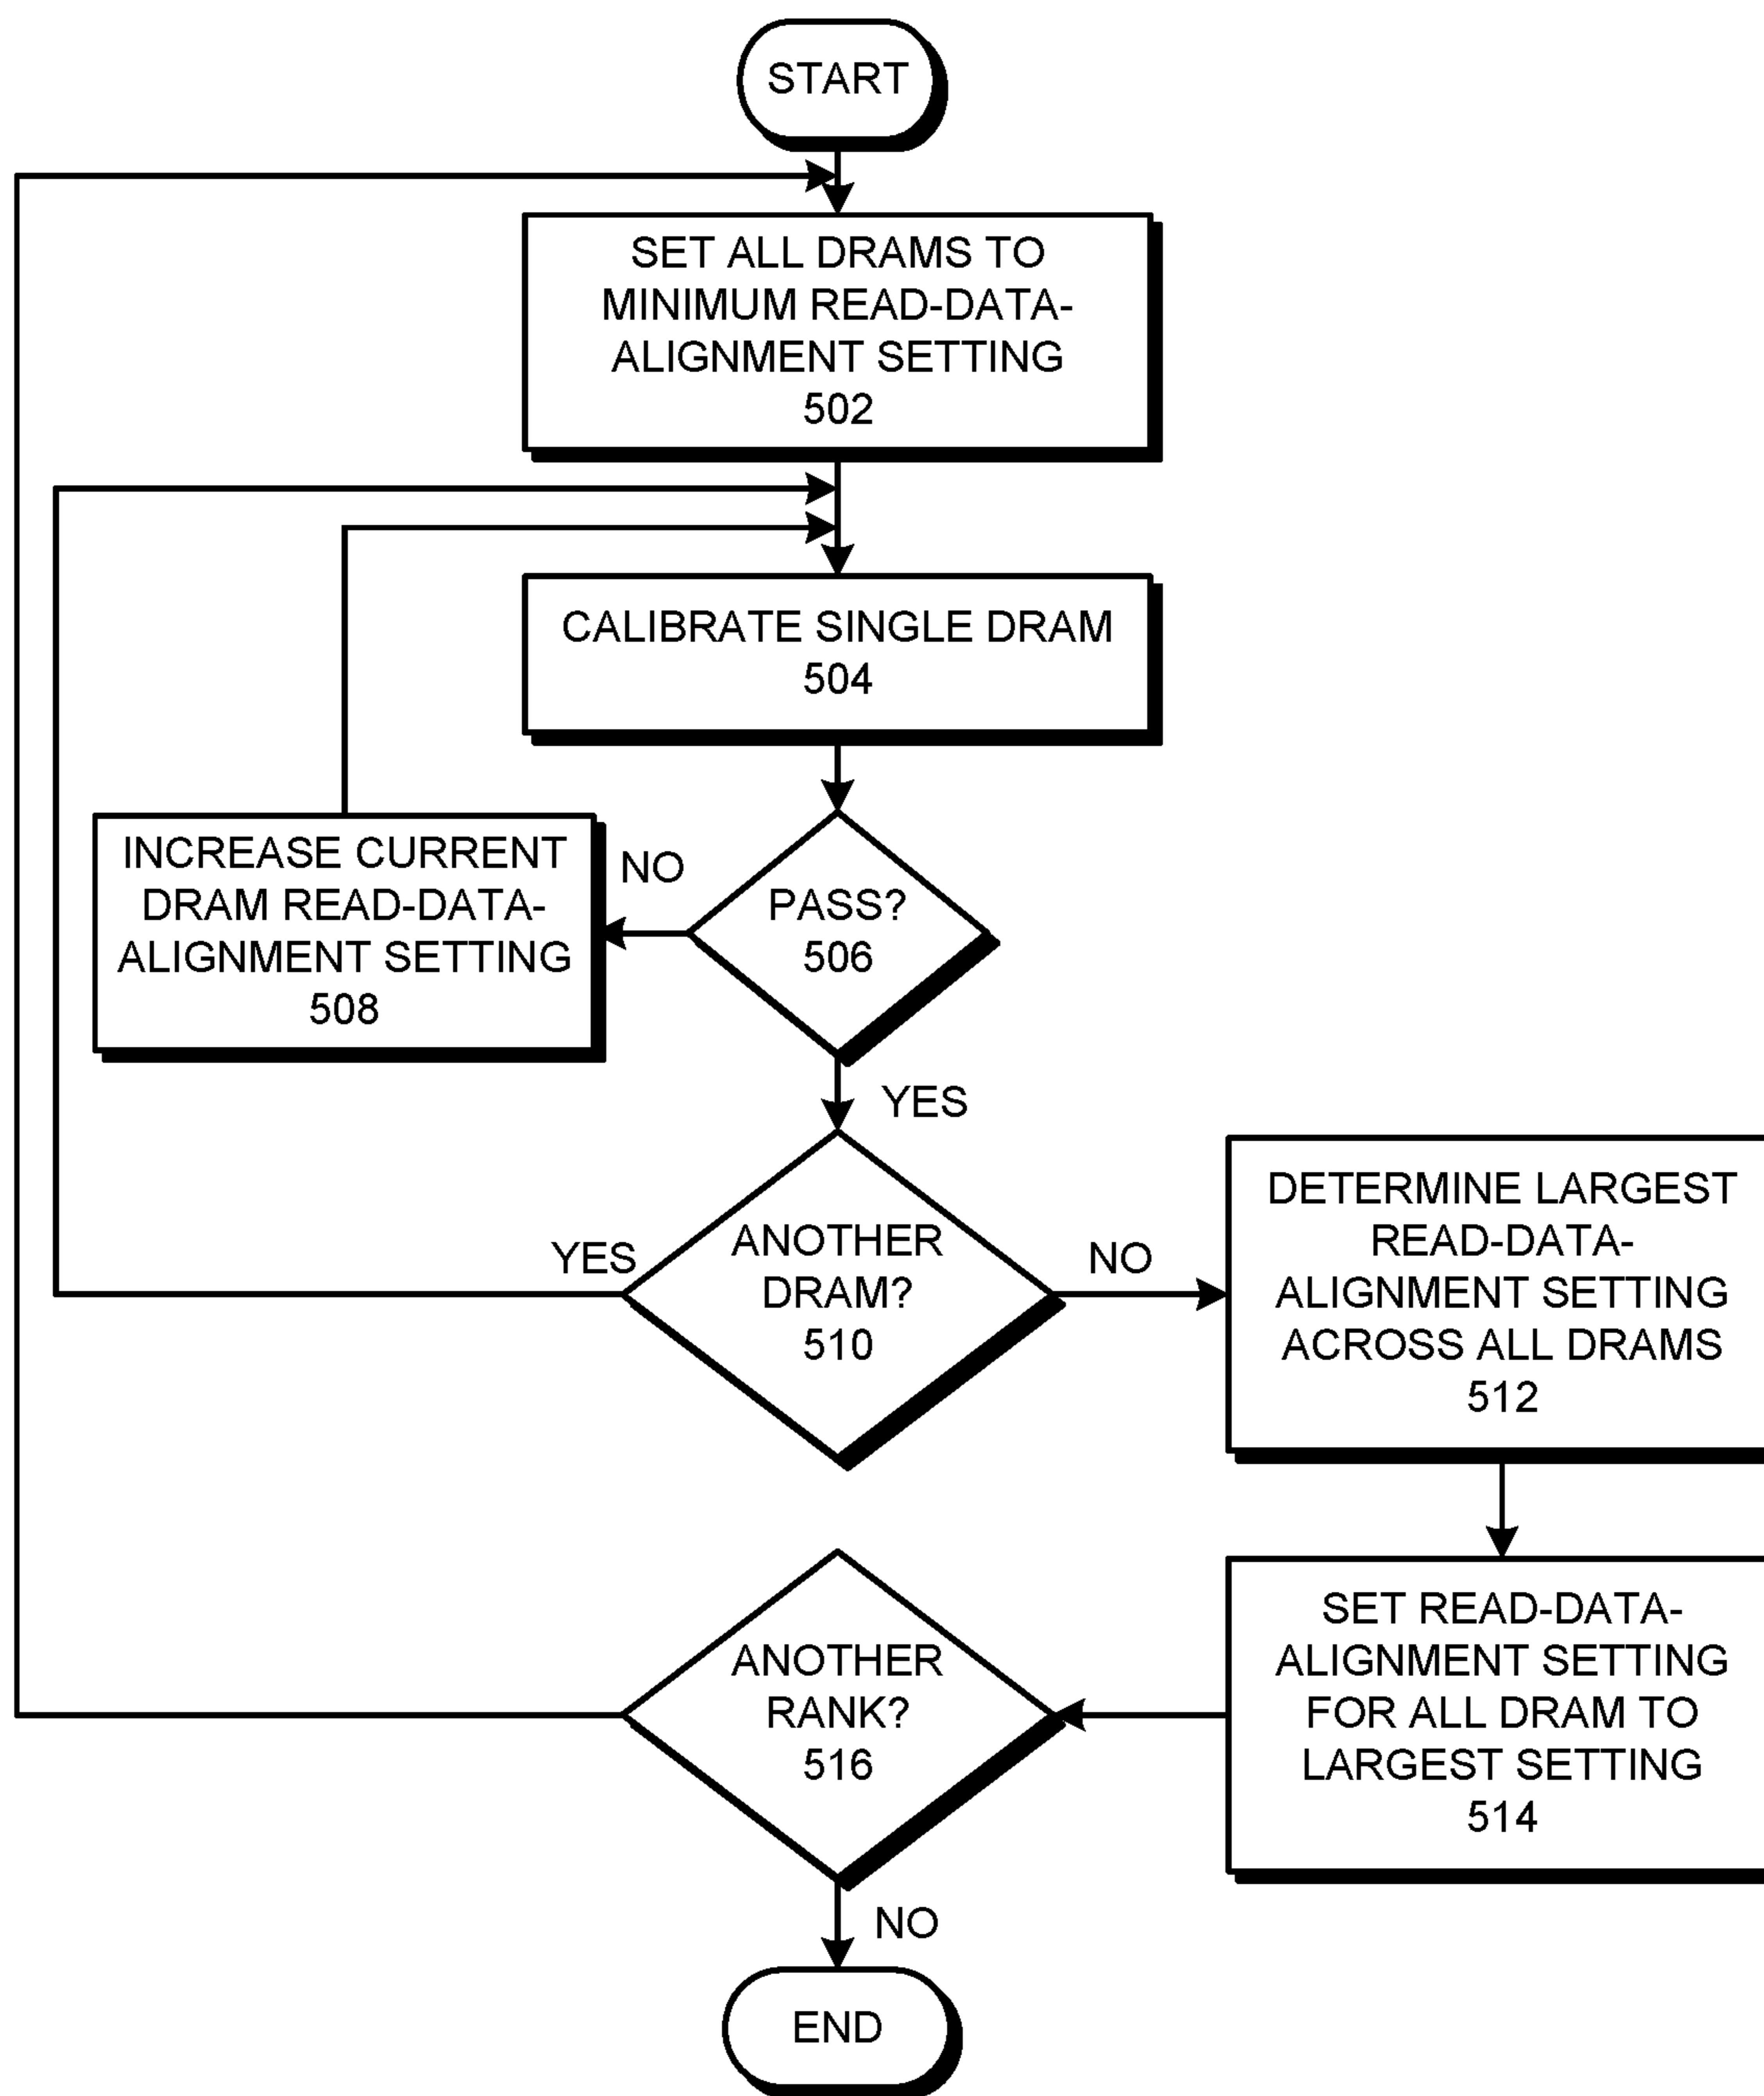 START
SET ALL DRAMS TO
MINIMUM READ-DATA-
ALIGNMENT SETTING
502
CALIBRATE SINGLE DRAM
504
INCREASE CURRENT
DRAM READ-DATA-
ALIGNMENT SETTING
508
NO
PASS?
506
YES
YES
ANOTHER
DRAM?
510
NO
DETERMINE LARGEST
READ-DATA-
ALIGNMENT SETTING
ACROSS ALL DRAMS
512
SET READ-DATA-
ALIGNMENT SETTING
FOR ALL DRAM TO
LARGEST SETTING
514
ANOTHER
RANK?
516
NO
END